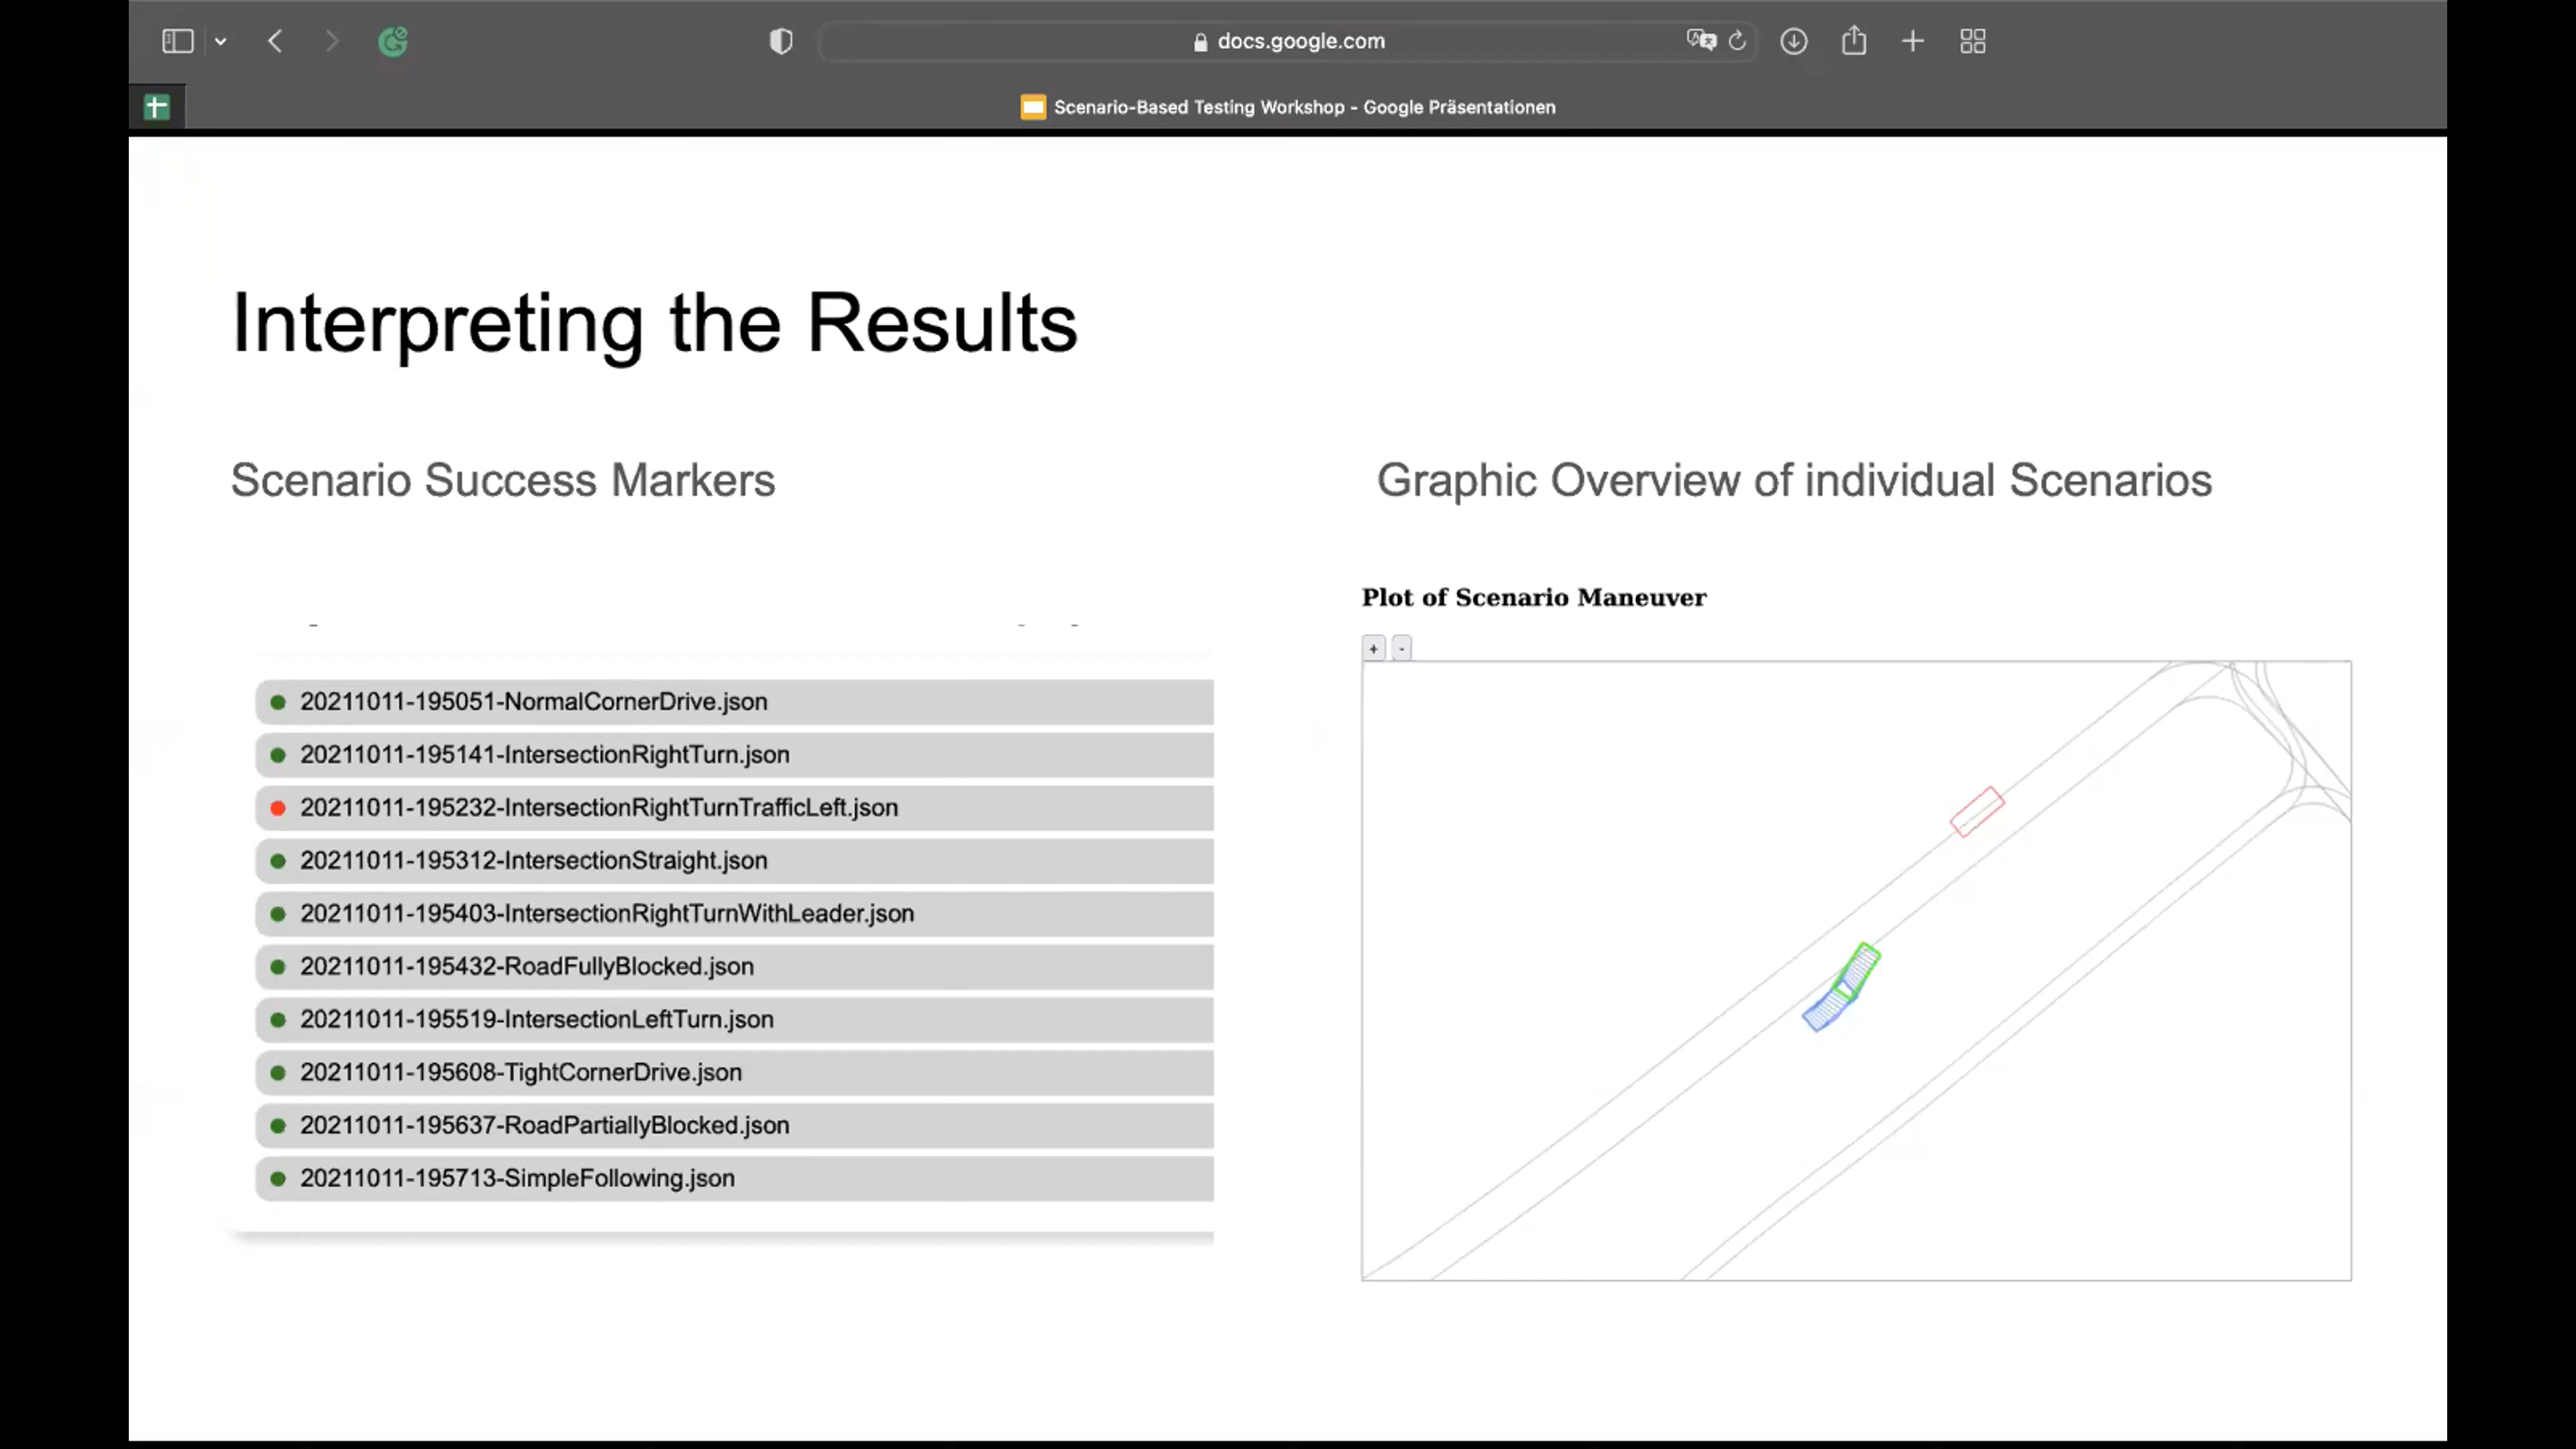 docs.google.com
Scenario-Based Testing Workshop - Google Präsentationen
Interpreting the Results
Scenario Success Markers
20211011-195051-NormalCornerDrive.json
20211011-195141-IntersectionRightTurn.json
20211011-195232-IntersectionRightTurnTrafficLeft.json
20211011-195312-IntersectionStraight.json
20211011-195403-IntersectionRightTurnWithLeader.json
20211011-195432-RoadFullyBlocked.json
20211011-195519-IntersectionLeftTurn.json
20211011-195608-TightCornerDrive.json
20211011-195637-RoadPartiallyBlocked.json
20211011-195713-SimpleFollowing.json
Graphic Overview of individual Scenarios
Plot of Scenario Maneuver
+ -